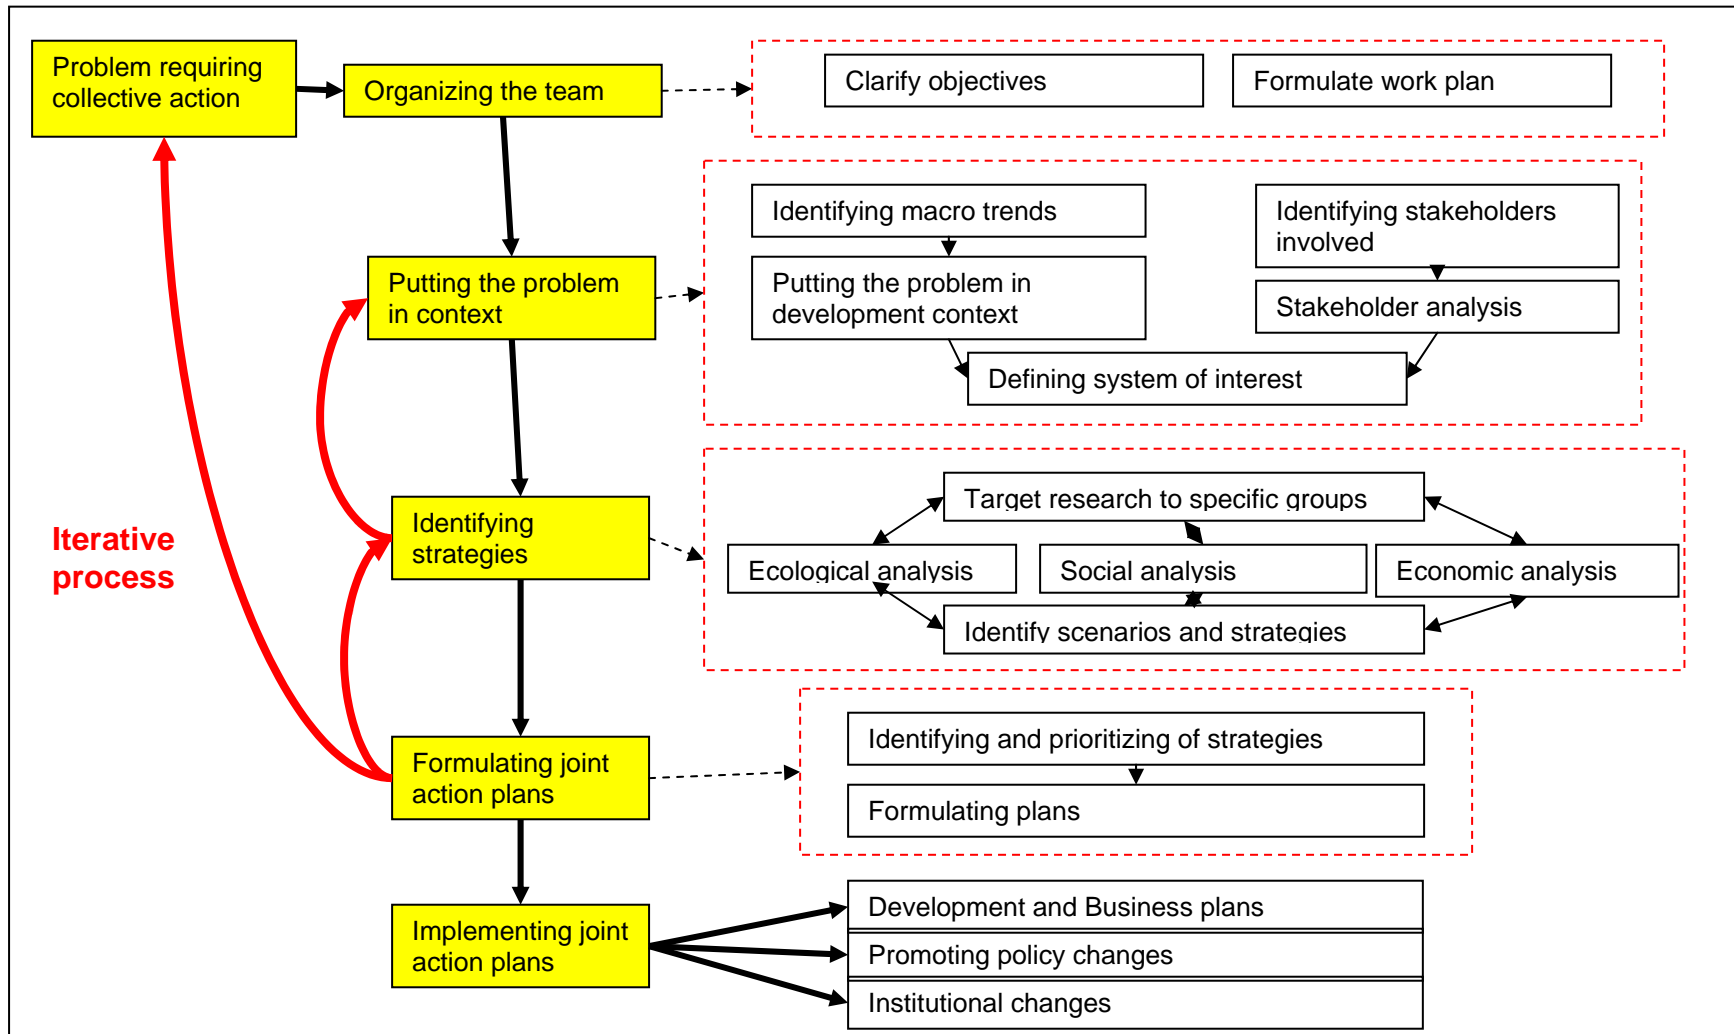 Problem requiring
collective action
Organizing the team
Clarify objectives
Formulate work plan
Identifying macro trends
Identifying stakeholders
involved
Putting the problem
in context
Putting the problem in
development context
Stakeholder analysis
Defining system of interest
Iterative
process
Identifying
strategies
Target research to specific groups
Ecological analysis
Social analysis
Economic analysis
Identify scenarios and strategies
Formulating joint
action plans
Identifying and prioritizing of strategies
Formulating plans
Implementing joint
action plans
Development and Business plans
Promoting policy changes
Institutional changes